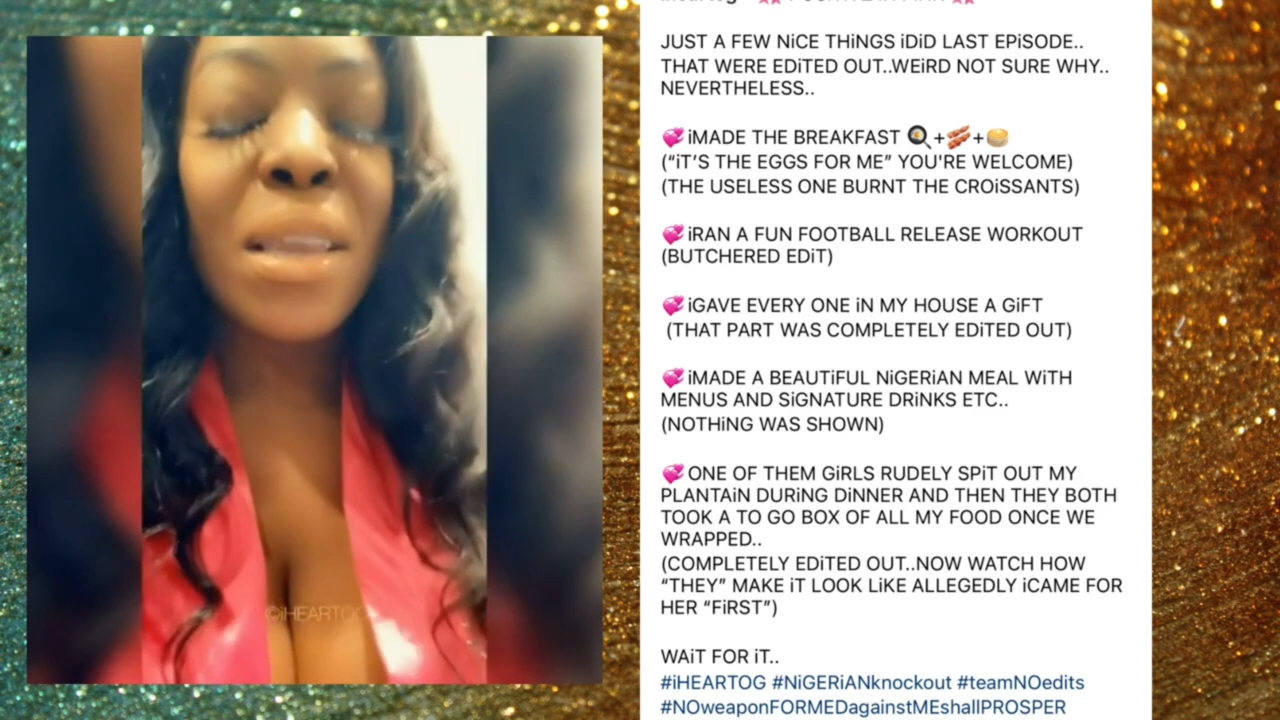 JUST A FEW NiCE THiNGS iDiD LAST EPiSODE..
THAT WERE EDiTED OUT..WEiRD NOT SURE WHY..
NEVERTHELESS..
💞iMADE THE BREAKFAST 🍳+🥓+🥞
(“iT’S THE EGGS FOR ME” YOU'RE WELCOME)
(THE USELESS ONE BURNT THE CROiSSANTS)
💞iRAN A FUN FOOTBALL RELEASE WORKOUT
(BUTCHERED EDiT)
💞iGAVE EVERY ONE iN MY HOUSE A GiFT
(THAT PART WAS COMPLETELY EDiTED OUT)
💞iMADE A BEAUTiFUL NiGERiAN MEAL WiTH
MENUS AND SiGNATURE DRiNKS ETC..
(NOTHiNG WAS SHOWN)
💞ONE OF THEM GiRLS RUDELY SPiT OUT MY
PLANTAiN DURiNG DiNNER AND THEN THEY BOTH
TOOK A TO GO BOX OF ALL MY FOOD ONCE WE
WRAPPED..
(COMPLETELY EDiTED OUT..NOW WATCH HOW
“THEY” MAKE iT LOOK LiKE ALLEGEDLY iCAME FOR
HER “FiRST”)
WAiT FOR iT..
#iHEARTOG #NiGERiANknockout #teamNOedits
#NOweaponFORMEDagainstMEshallPROSPER
©iHEARTOG